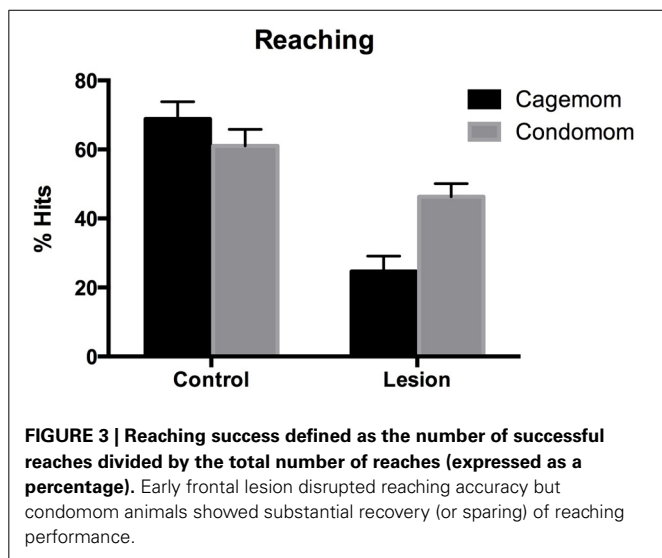 Reaching
80
60
40
20
0
% Hits
Cagemom
Condomom
Control
Lesion
FIGURE 3 | Reaching success defined as the number of successful
reaches divided by the total number of reaches (expressed as a
percentage). Early frontal lesion disrupted reaching accuracy but
condomom animals showed substantial recovery (or sparing) of reaching
performance.